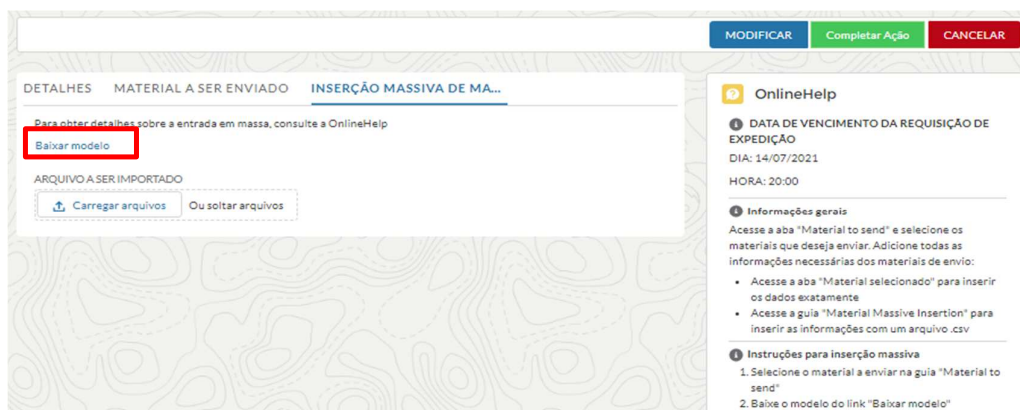 MODIFICAR
Completar Ação
CANCELAR
DETALHES
MATERIAL A SER ENVIADO
INSERÇÃO MASSIVA DE MA...
Para obter detalhes sobre a entrada em massa, consulte a OnlineHelp
Baixar modelo
ARQUIVO A SER IMPORTADO
Carregar arquivos
Ou soltar arquivos
OnlineHelp
DATA DE VENCIMENTO DA REQUISIÇÃO DE
EXPEDIÇÃO
DIA: 14/07/2021
HORA: 20:00
Informações gerais
Acesse a aba "Material to send" e selecione os
materiais que deseja enviar. Adicione todas as
informações necessárias dos materiais de envio:
• Acesse a aba "Material selecionado" para inserir
os dados exatamente
• Acesse a guia "Material Massive Insertion" para
inserir as informações com um arquivo .csv
Instruções para inserção massiva
1. Selecione o material a enviar na guia "Material to
send"
2. Baixe o modelo do link "Baixar modelo"